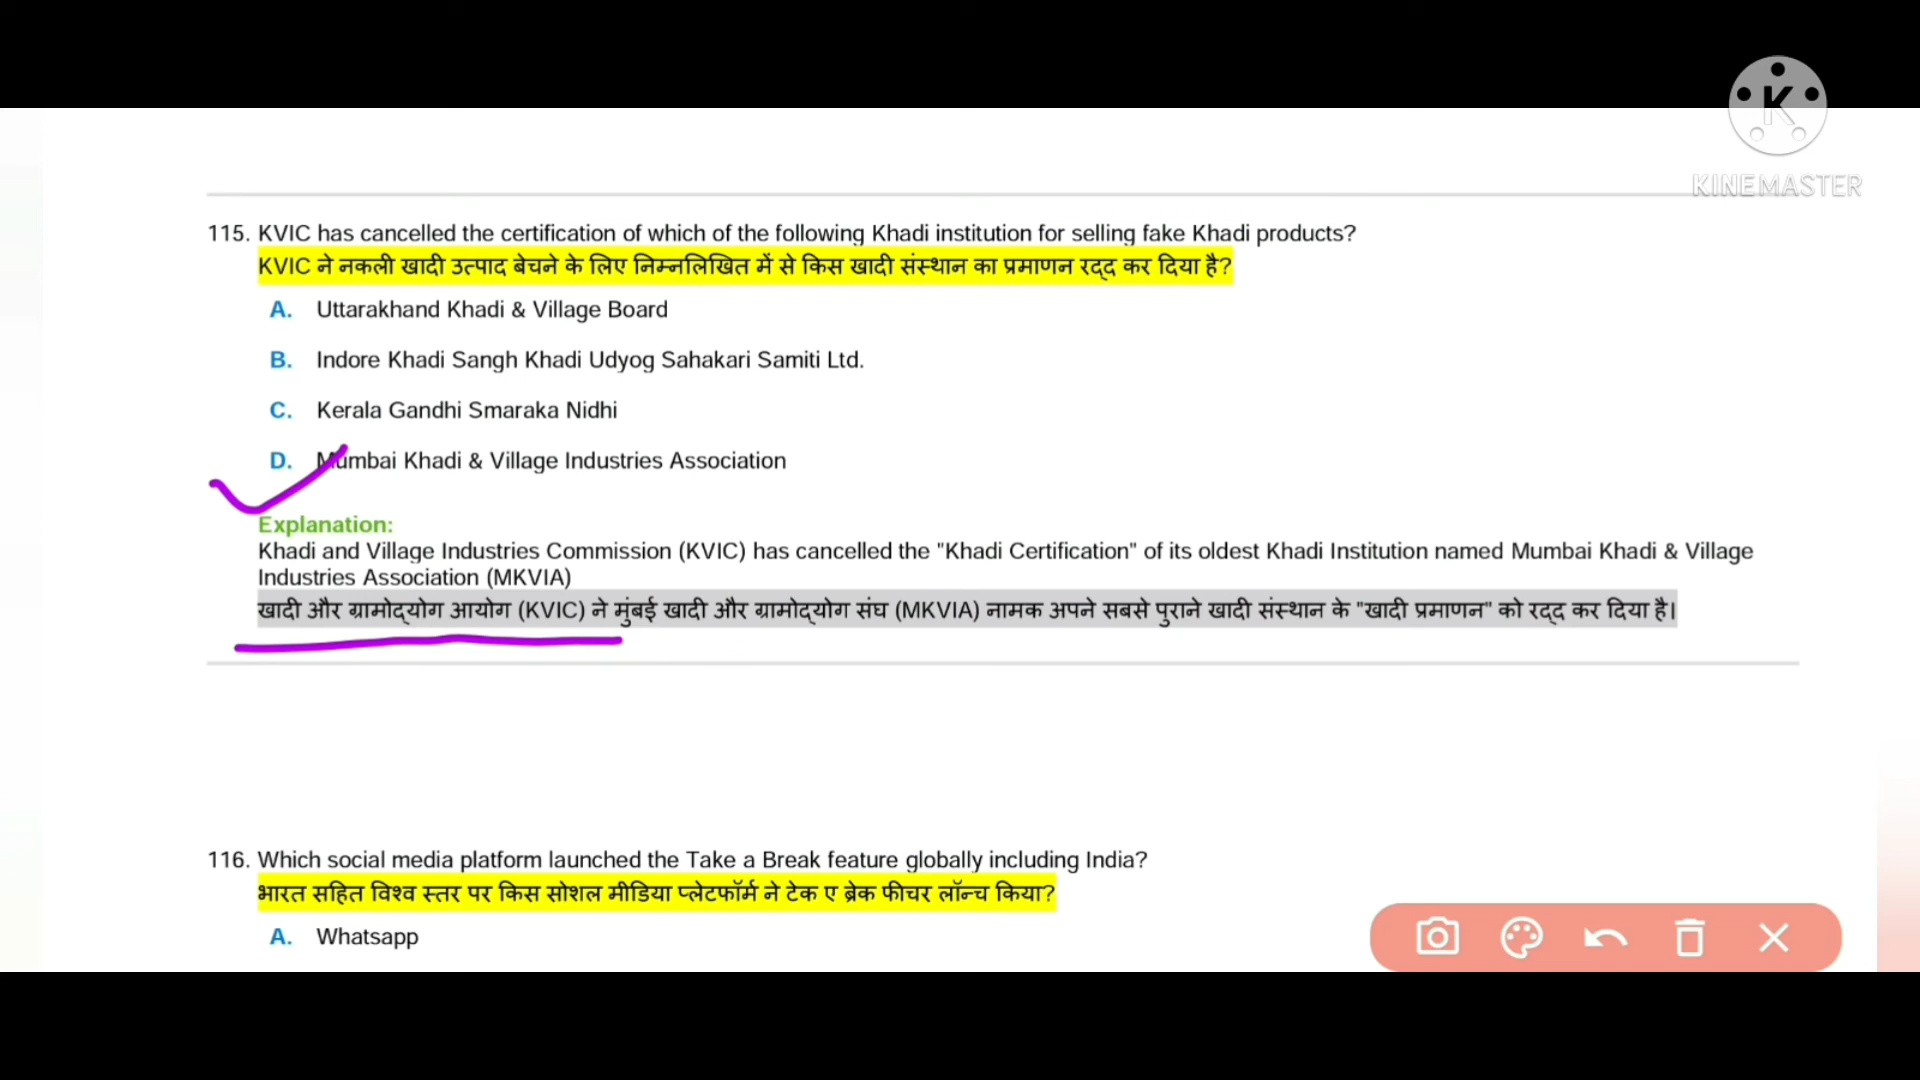 K
KINEMASTER
115. KVIC has cancelled the certification of which of the following Khadi institution for selling fake Khadi products?
KVIC ने नकली खादी उत्पाद बेचने के लिए निम्नलिखित में से किस खादी संस्थान का प्रमाणन रद्द कर दिया है?
A. Uttarakhand Khadi & Village Board
B. Indore Khadi Sangh Khadi Udyog Sahakari Samiti Ltd.
C. Kerala Gandhi Smaraka Nidhi
D. Mumbai Khadi & Village Industries Association
Explanation:
Khadi and Village Industries Commission (KVIC) has cancelled the "Khadi Certification" of its oldest Khadi Institution named Mumbai Khadi & Village
Industries Association (MKVIA)
खादी और ग्रामोद्योग आयोग (KVIC) ने मुंबई खादी और ग्रामोद्योग संघ (MKVIA) नामक अपने सबसे पुराने खादी संस्थान के "खादी प्रमाणन" को रद्द कर दिया है।
116. Which social media platform launched the Take a Break feature globally including India?
भारत सहित विश्व स्तर पर किस सोशल मीडिया प्लेटफॉर्म ने टेक ए ब्रेक फीचर लॉन्च किया?
A. Whatsapp